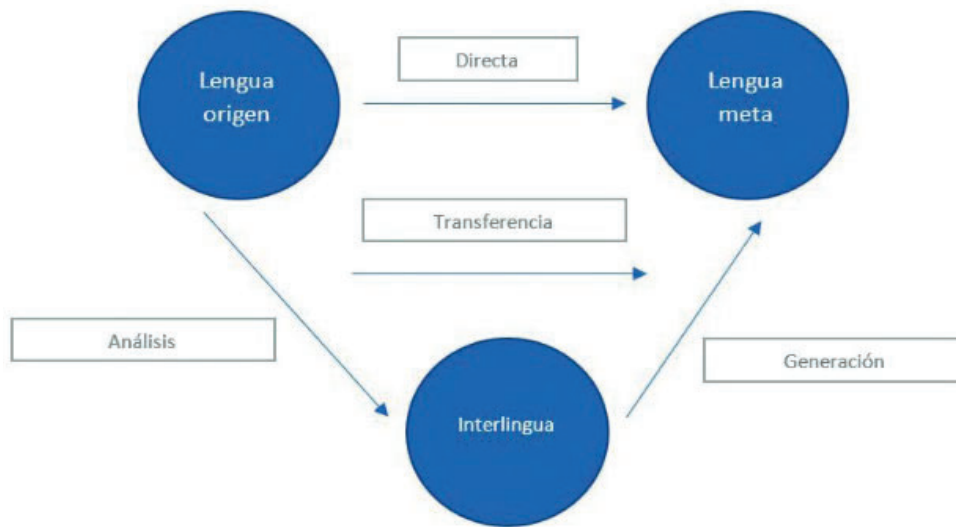 Lengua
origen
Directa
Lengua
meta
Transferencia
Análisis
Generación
Interlingua